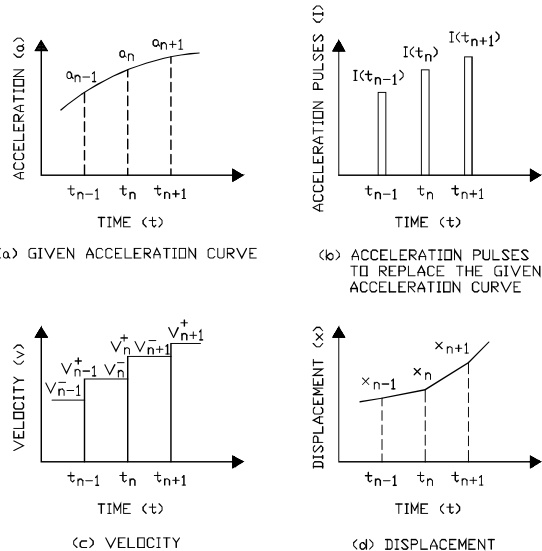 ACCELERATION (a)
a_{n-1}
a_n
a_{n+1}
t_{n-1} t_n t_{n+1}
TIME (t)
(a) GIVEN ACCELERATION CURVE
ACCELERATION PULSES (I)
I(t_{n-1})
I(t_n)
I(t_{n+1})
t_{n-1} t_n t_{n+1}
TIME (t)
(b) ACCELERATION PULSES
TO REPLACE THE GIVEN
ACCELERATION CURVE
VELOCITY (v)
V^-_{n-1}
V^+_{n-1} V^-_n
V^+_n V^-_{n+1}
V^+_{n+1}
t_{n-1} t_n t_{n+1}
TIME (t)
(c) VELOCITY
DISPLACEMENT (x)
x_{n-1}
x_n
x_{n+1}
t_{n-1} t_n t_{n+1}
TIME (t)
(d) DISPLACEMENT